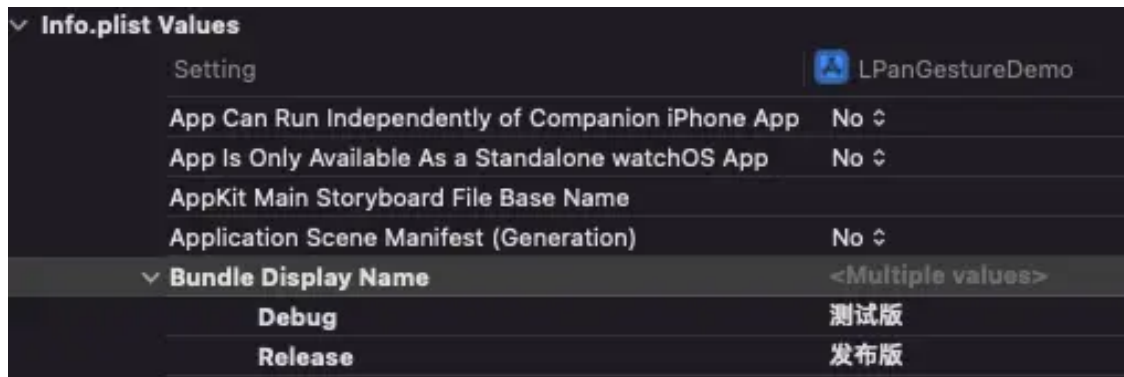 Info.plist Values
Setting LPanGestureDemo
App Can Run Independently of Companion iPhone App No
App Is Only Available As a Standalone watchOS App No
AppKit Main Storyboard File Base Name
Application Scene Manifest (Generation) No
Bundle Display Name <Multiple values>
Debug 测试版
Release 发布版